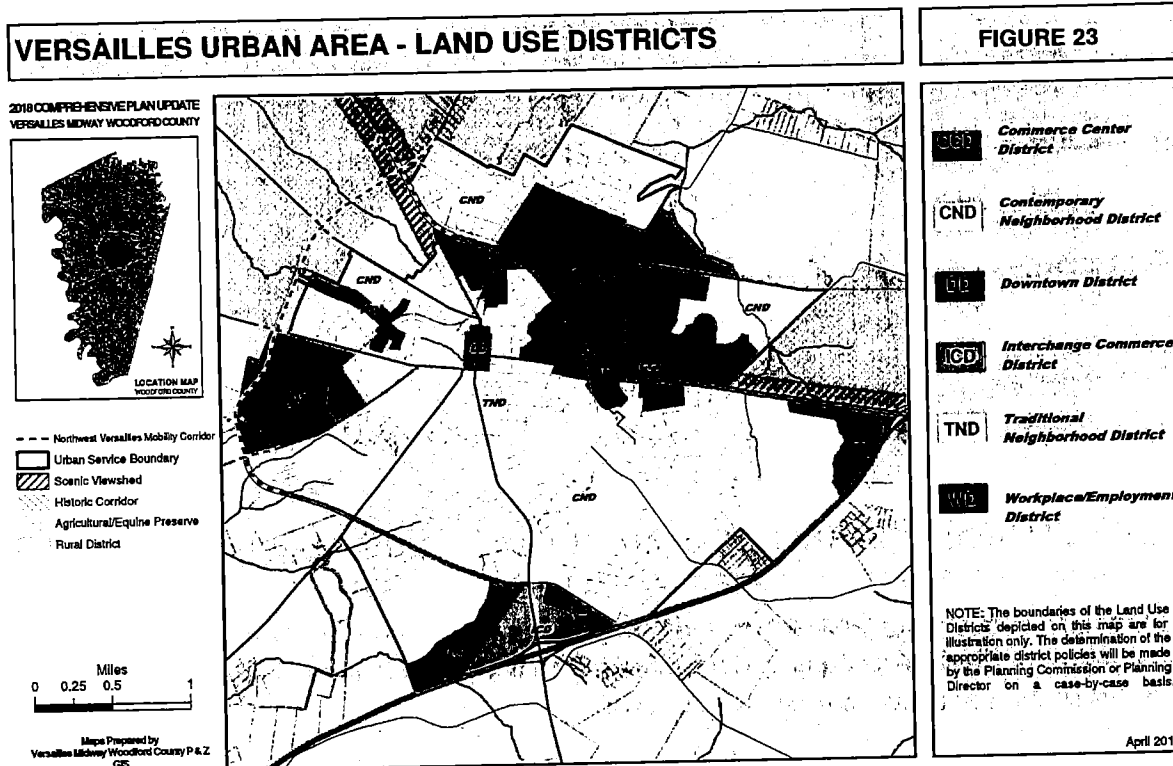 VERSAILLES URBAN AREA - LAND USE DISTRICTS
FIGURE 23
2018 COMPREHENSIVE PLAN UPDATE
VERSAILLES MIDWAY WOODFORD COUNTY
LOCATION MAP
WOODFORD COUNTY
Northwest Versailles Mobility Corridor
Urban Service Boundary
Scenic Viewshed
Historic Corridor
Agricultural/Equine Preserve
Rural District
Miles
0 0.25 0.5 1
Maps Prepared by
Versailles Midway Woodford County P & Z
GIS
CND
CND
CND
TND
CND
Commerce Center
District
CND
Contemporary
Neighborhood District
Downtown District
ICD
Interchange Commerce
District
TND
Traditional
Neighborhood District
Workplace/Employment
District
NOTE: The boundaries of the Land Use
Districts depicted on this map are for
illustration only. The determination of the
appropriate district policies will be made
by the Planning Commission or Planning
Director on a case-by-case basis.
April 201